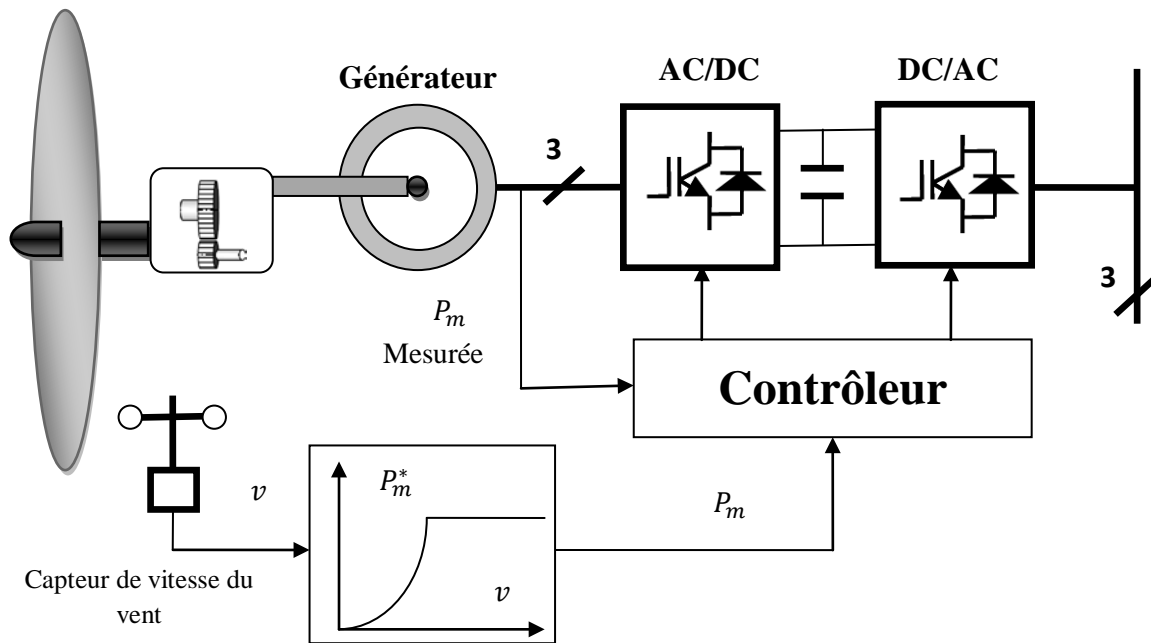 Générateur
AC/DC
DC/AC
3
3
P_m
Mesurée
Contrôleur
v
P_m^*
v
P_m
Capteur de vitesse du
vent